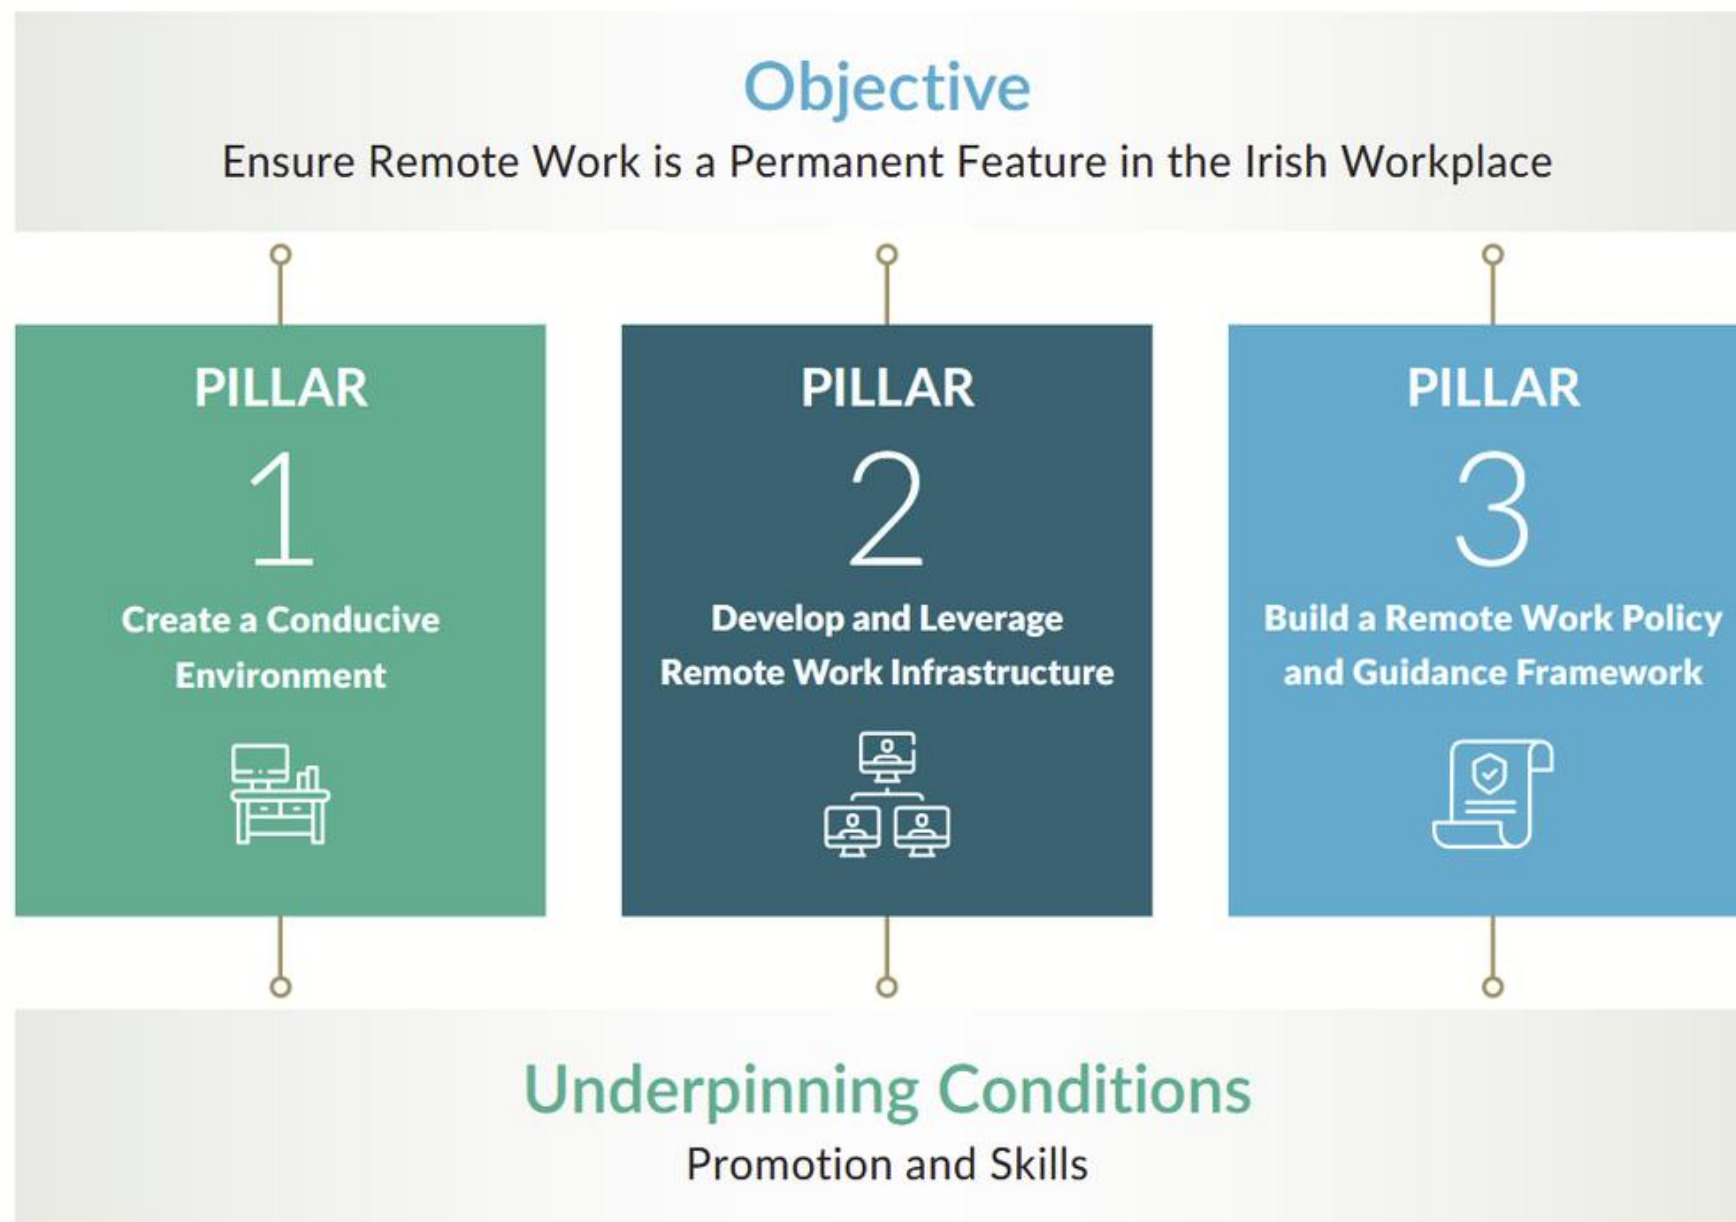 Objective
Ensure Remote Work is a Permanent Feature in the Irish Workplace
PILLAR
1
Create a Conducive
Environment
PILLAR
2
Develop and Leverage
Remote Work Infrastructure
PILLAR
3
Build a Remote Work Policy
and Guidance Framework
Underpinning Conditions
Promotion and Skills